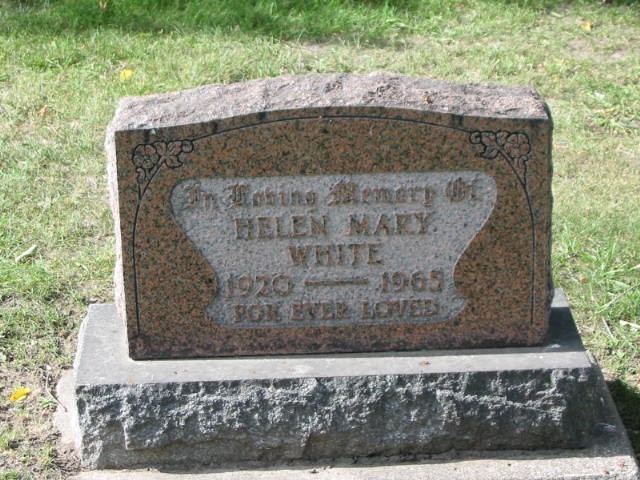 In Loving Memory Of
HELEN MARY
WHITE
1920 — 1965
FOR EVER LOVED